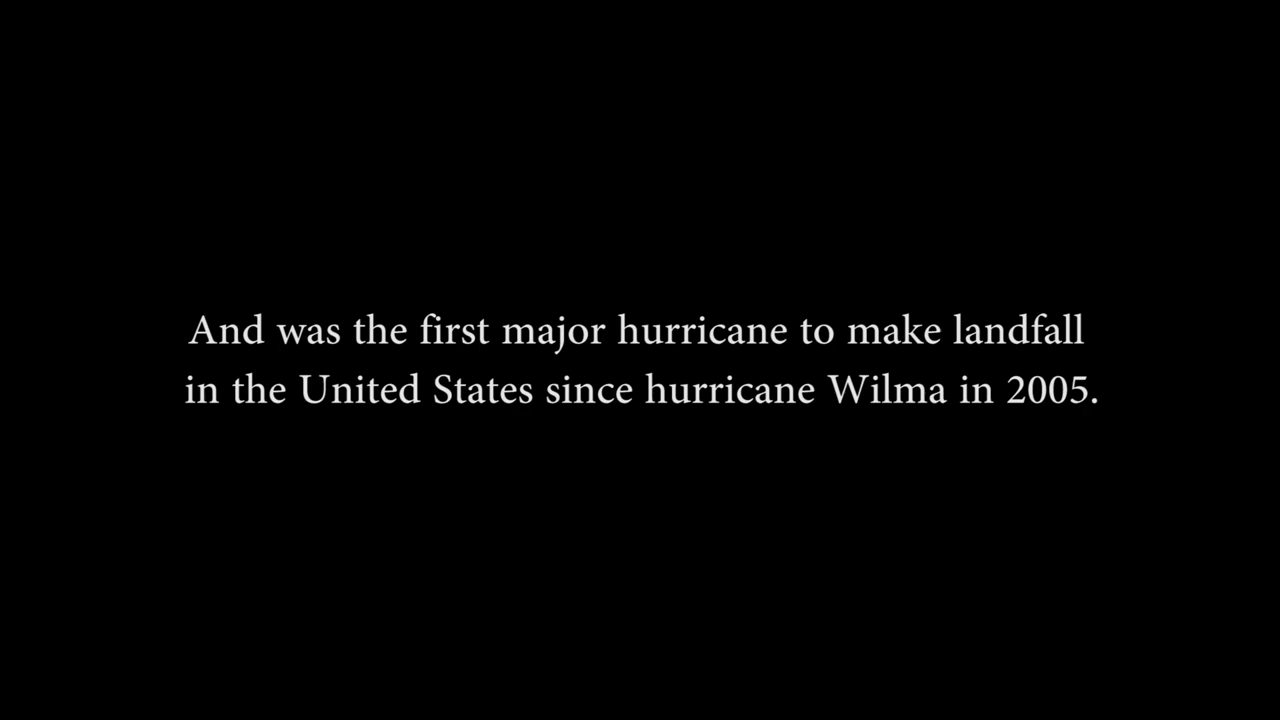 And was the first major hurricane to make landfall
in the United States since hurricane Wilma in 2005.